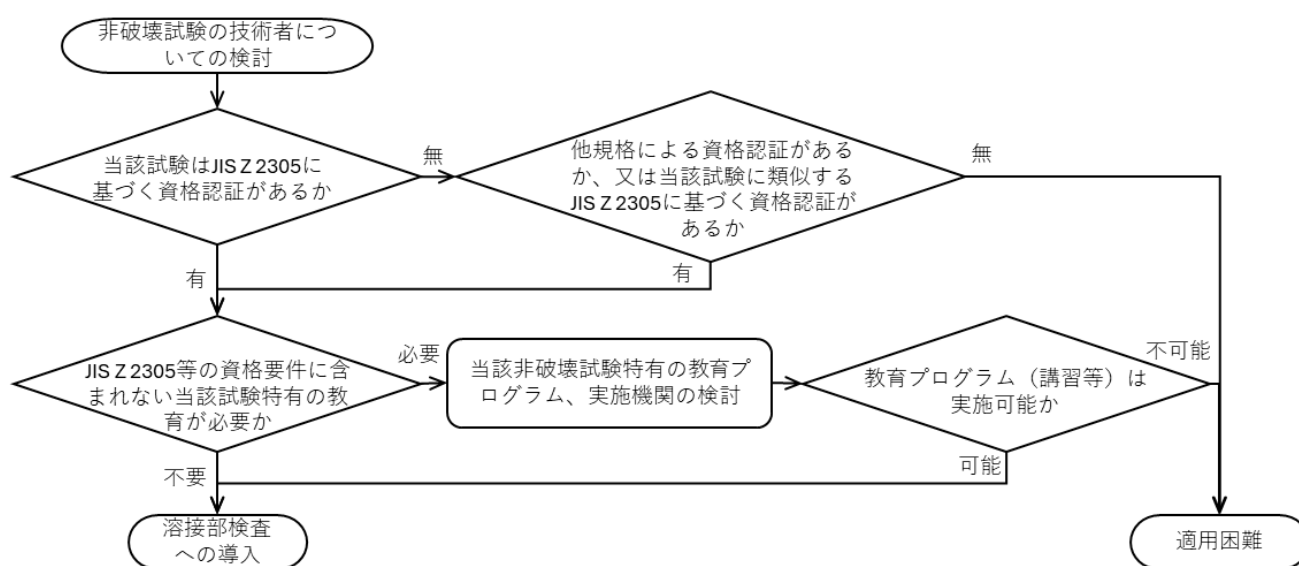 非破壊試験の技術者につ
いての検討
当該試験はJIS Z 2305に
基づく資格認証があるか
無
他規格による資格認証がある
か、又は当該試験に類似する
JIS Z 2305に基づく資格認証が
あるか
無
有
有
JIS Z 2305等の資格要件に含
まれない当該試験特有の教
育が必要か
必要
当該非破壊試験特有の教育プ
ログラム、実施機関の検討
教育プログラム（講習等）は
実施可能か
不可能
不要
可能
溶接部検査
への導入
適用困難